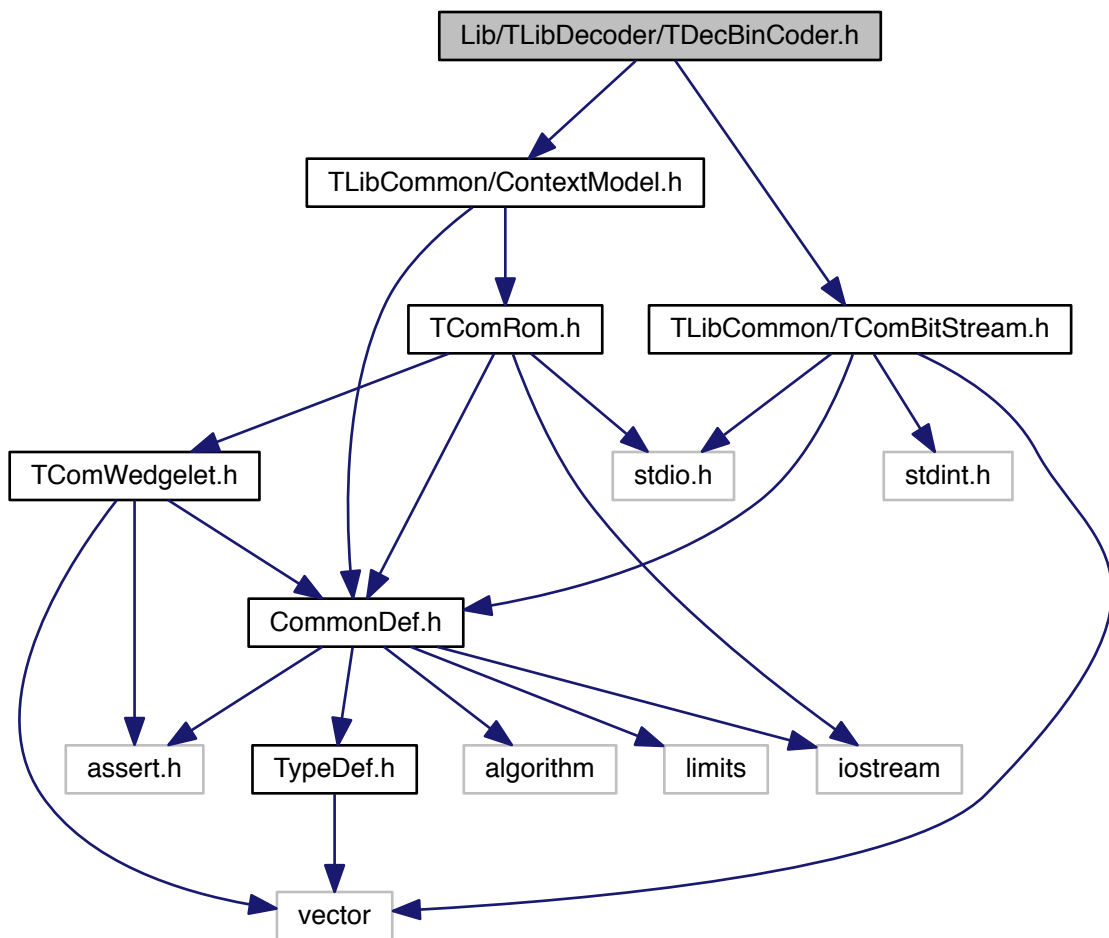 Lib/TLibDecoder/TDecBinCoder.h
TLibCommon/ContextModel.h
TComRom.h
TLibCommon/TComBitStream.h
TComWedgelet.h
stdio.h
stdint.h
CommonDef.h
assert.h
TypeDef.h
algorithm
limits
iostream
vector